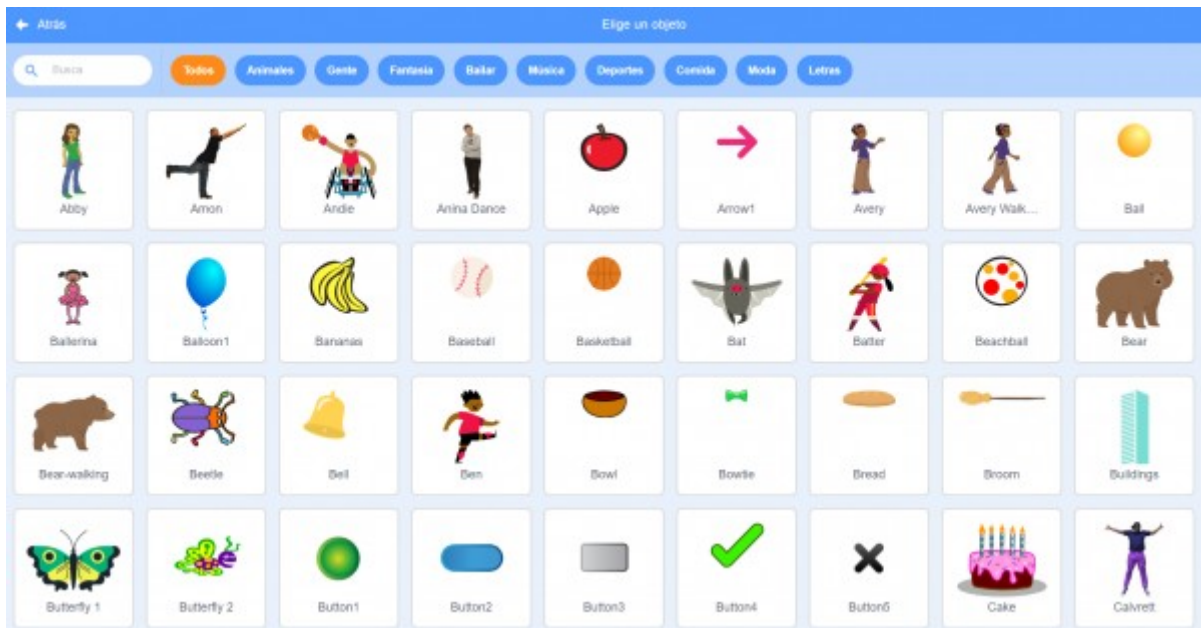 Atrás
Elige un objeto
Busca
Todos Animales Gente Fantasía Bailar Música Deportes Comida Moda Letras
Abby Amon Andie Anina Dance Apple Arrow1 Avery Avery Walk... Ball
Ballerina Balloon1 Bananas Baseball Basketball Bat Batter Beachball Bear
Bear-walking Beetle Bell Ben Bowl Bowtie Bread Broom Buildings
Butterfly 1 Butterfly 2 Button1 Button2 Button3 Button4 Button5 Cake Calvrett